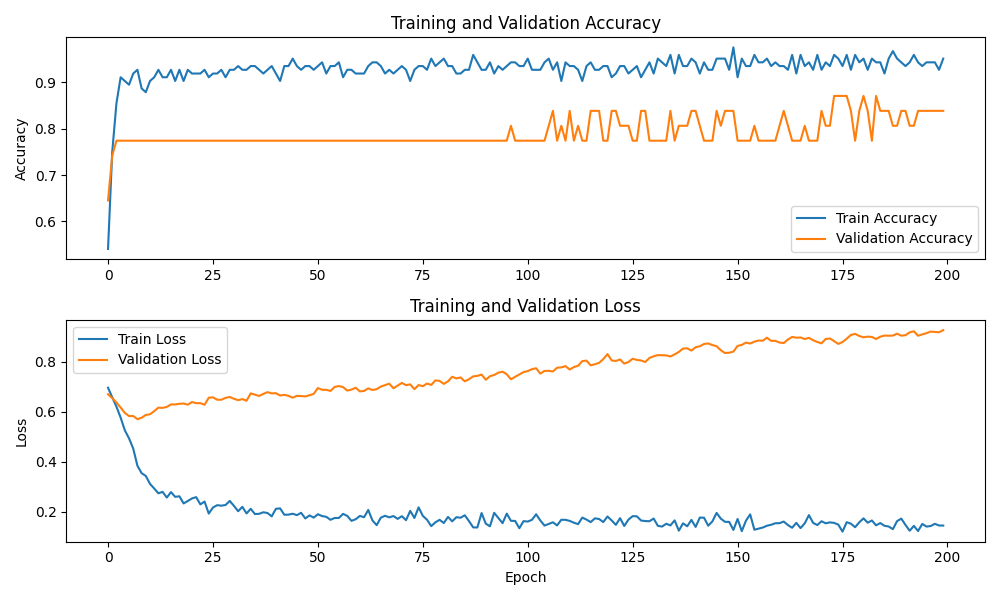 Training and Validation Accuracy
Accuracy
0.9
0.8
0.7
0.6
Train Accuracy
Validation Accuracy
0 25 50 75 100 125 150 175 200
Training and Validation Loss
Loss
0.8
0.6
0.4
0.2
Train Loss
Validation Loss
0 25 50 75 100 125 150 175 200
Epoch